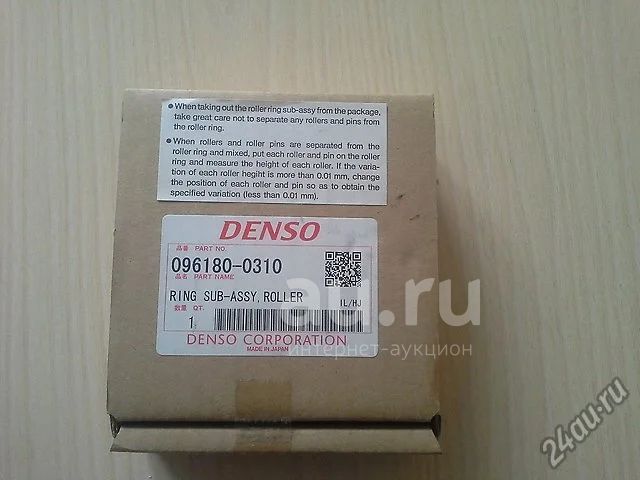 ● When taking out the roller ring sub-assy from the package,
take great care not to separate any rollers and pins from
the roller ring.
● When rollers and roller pins are separated from the
roller ring and mixed, put each roller and pin on the roller
ring and measure the height of each roller. If the varia-
tion of each roller hegiht is more than 0.01 mm, change
the position of each roller and pin so as to obtain the
specified variation (less than 0.01 mm).
DENSO
品番 PART NO.
096180-0310
品名 PART NAME
RING SUB-ASSY, ROLLER
1L/HJ
数量 QT.
1
DENSO CORPORATION
MADE IN JAPAN
au.ru
интернет-аукцион
24au.ru